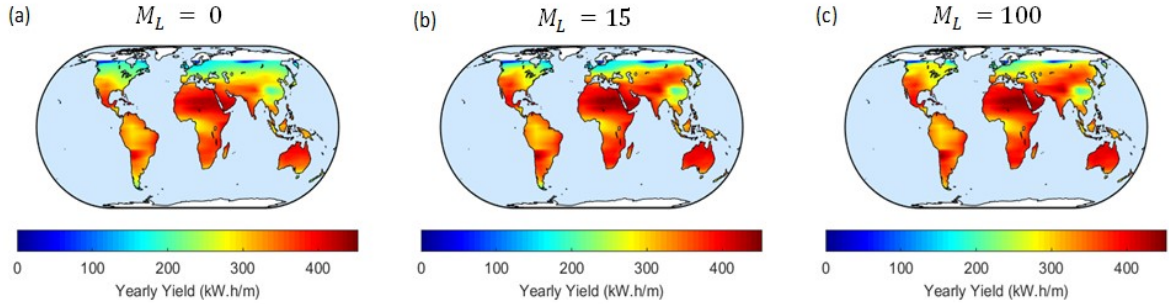 (a) M_L = 0
(b) M_L = 15
(c) M_L = 100
0 100 200 300 400
Yearly Yield (kW.h/m)
0 100 200 300 400
Yearly Yield (kW.h/m)
0 100 200 300 400
Yearly Yield (kW.h/m)